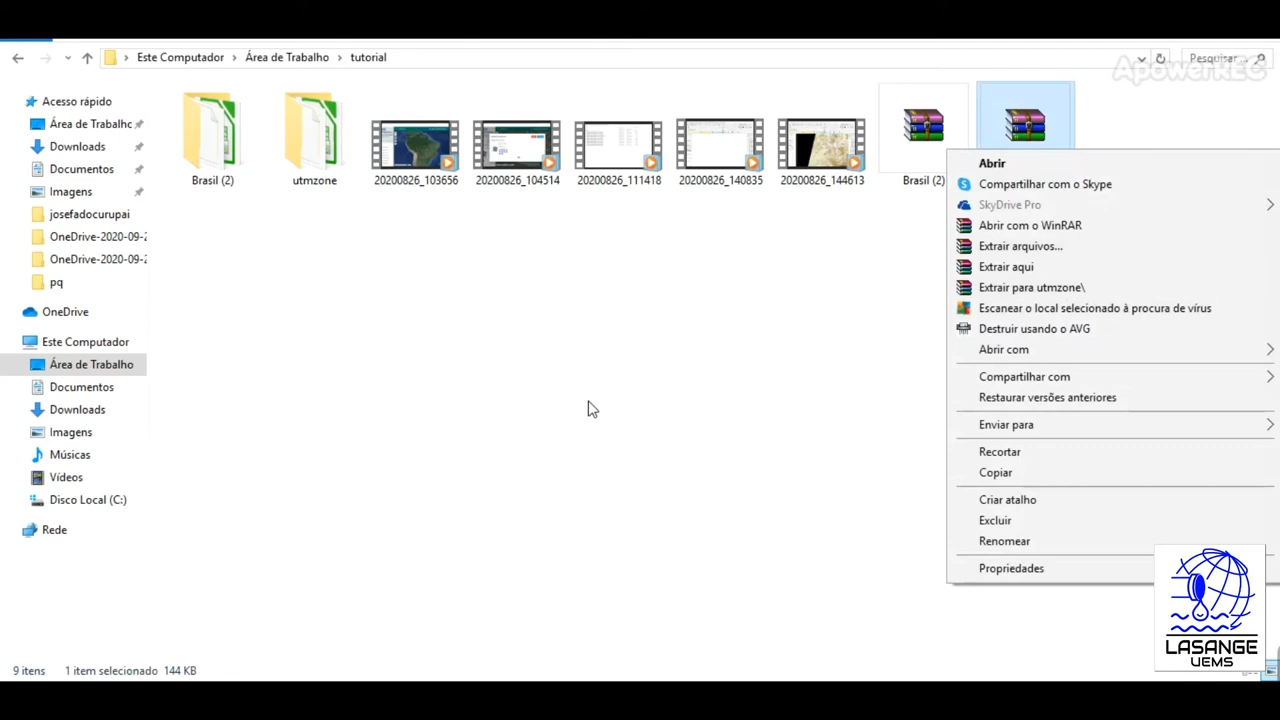 Este Computador > Área de Trabalho > tutorial
Pesquisar ...
ApowerREC
Acesso rápido
Área de Trabalhc
Downloads
Documentos
Imagens
josefadocurupai
OneDrive-2020-09-2
OneDrive-2020-09-2
pq
OneDrive
Este Computador
Área de Trabalho
Documentos
Downloads
Imagens
Músicas
Vídeos
Disco Local (C:)
Rede
Brasil (2)
utmzone
20200826_103656
20200826_104514
20200826_111418
20200826_140835
20200826_144613
Brasil (2)
Abrir
Compartilhar com o Skype
SkyDrive Pro
Abrir com o WinRAR
Extrair arquivos...
Extrair aqui
Extrair para utmzone\
Escanear o local selecionado à procura de vírus
Destruir usando o AVG
Abrir com
Compartilhar com
Restaurar versões anteriores
Enviar para
Recortar
Copiar
Criar atalho
Excluir
Renomear
Propriedades
LASANGE
UEMS
9 itens 1 item selecionado 144 KB